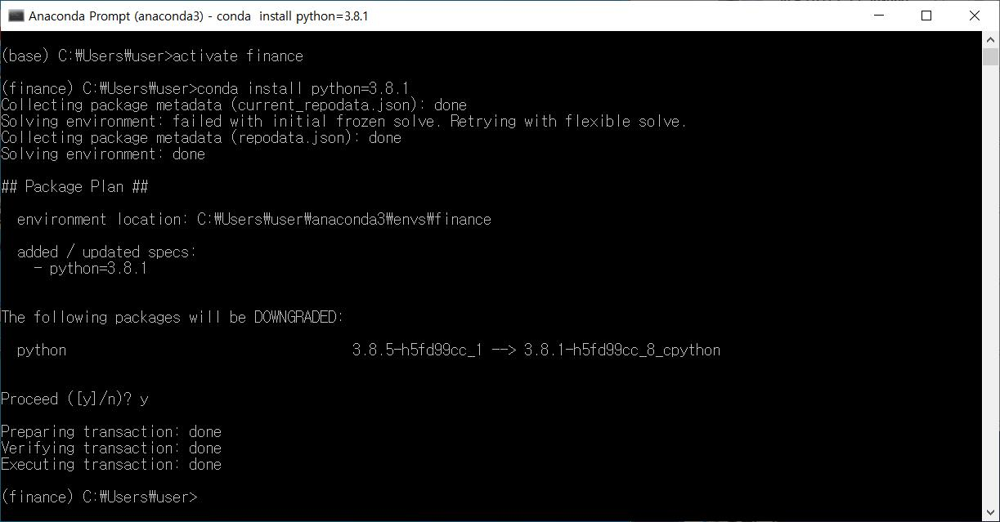 Anaconda Prompt (anaconda3) - conda  install python=3.8.1
(base) C:₩Users₩user>activate finance
(finance) C:₩Users₩user>conda install python=3.8.1
Collecting package metadata (current_repodata.json): done
Solving environment: failed with initial frozen solve. Retrying with flexible solve.
Collecting package metadata (repodata.json): done
Solving environment: done
## Package Plan ##
  environment location: C:₩Users₩user₩anaconda3₩envs₩finance
  added / updated specs:
    - python=3.8.1
The following packages will be DOWNGRADED:
  python                                   3.8.5-h5fd99cc_1 --> 3.8.1-h5fd99cc_8_cpython
Proceed ([y]/n)? y
Preparing transaction: done
Verifying transaction: done
Executing transaction: done
(finance) C:₩Users₩user>